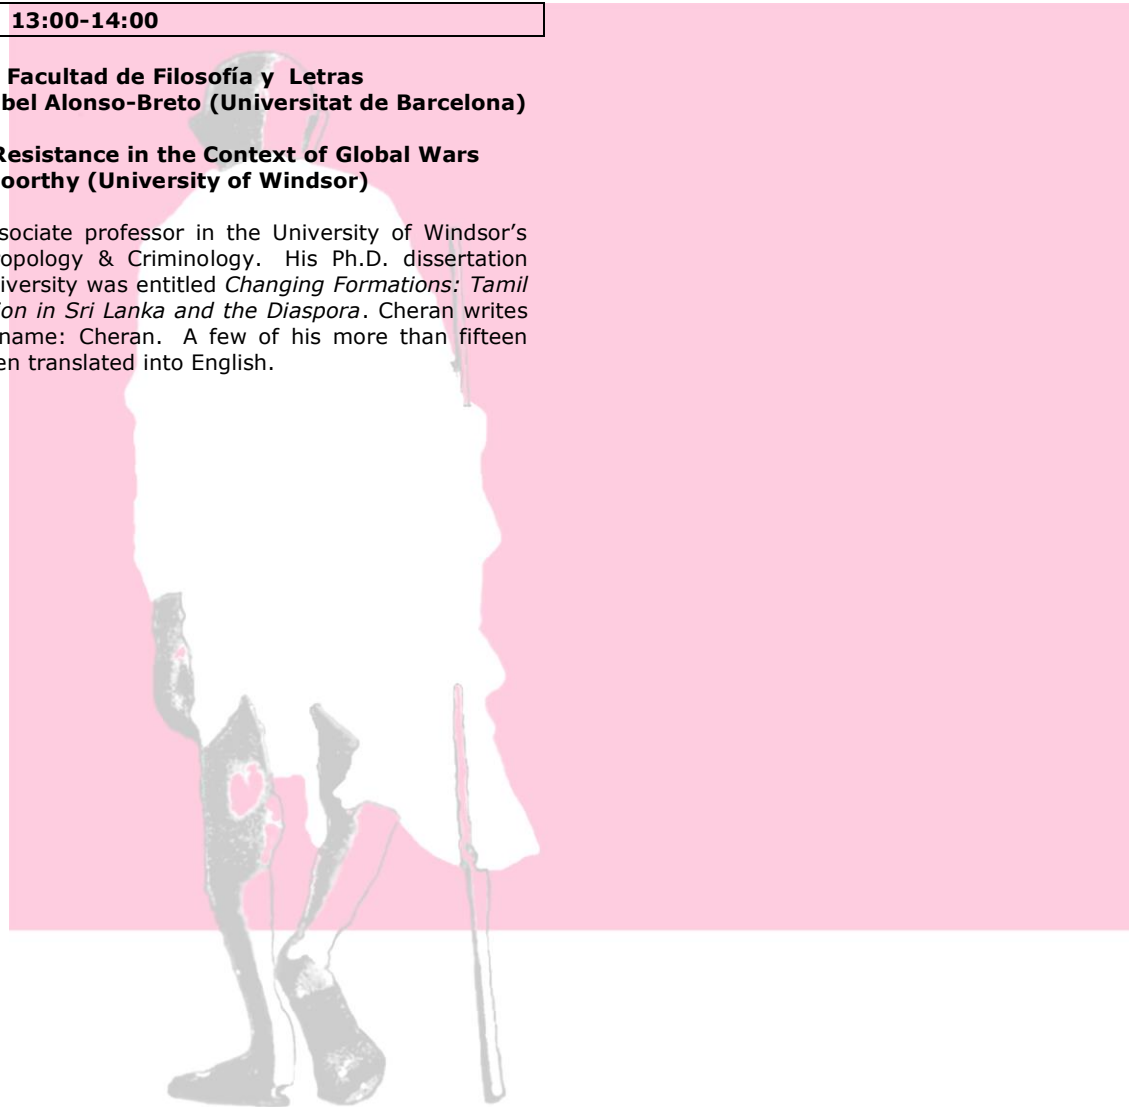 13:00-14:00
Facultad de Filosofía y Letras
bel Alonso-Breto (Universitat de Barcelona)
Resistance in the Context of Global Wars
oorthy (University of Windsor)
sociate professor in the University of Windsor's
opology & Criminology. His Ph.D. dissertation
iversity was entitled Changing Formations: Tamil
on in Sri Lanka and the Diaspora. Cheran writes
name: Cheran. A few of his more than fifteen
en translated into English.